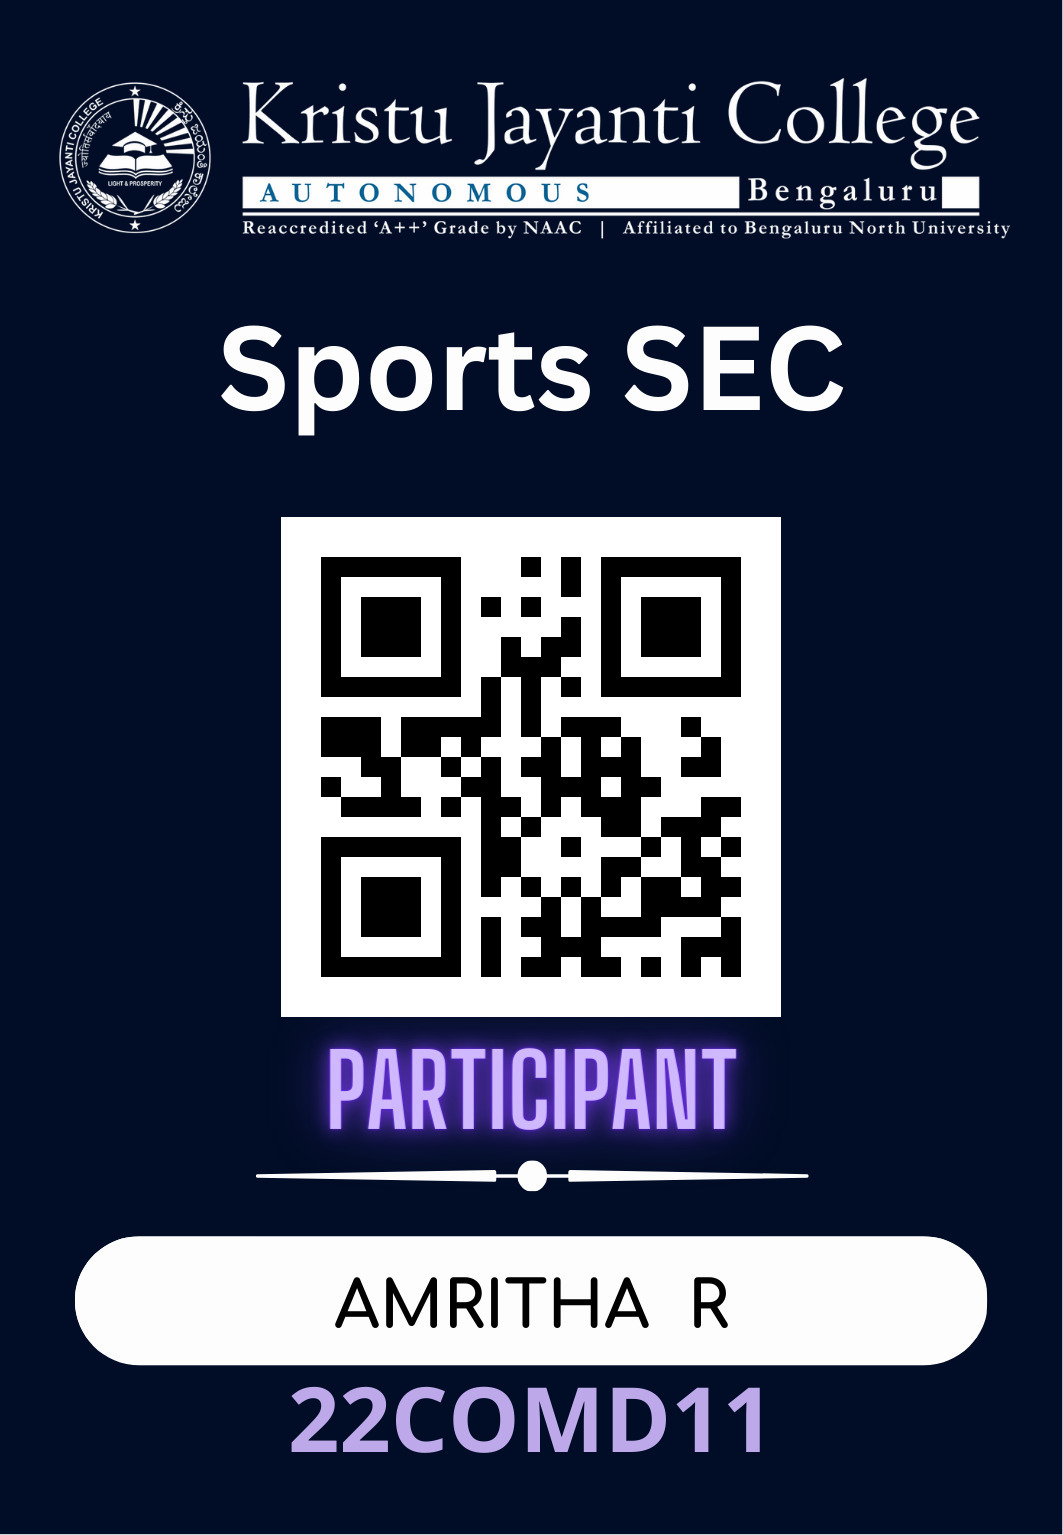 Kristu Jayanti College
AUTONOMOUS Bengaluru
Reaccredited ‘A++’ Grade by NAAC | Affiliated to Bengaluru North University
KRISTU JAYANTI COLLEGE
LIGHT & PROSPERITY
Sports SEC
PARTICIPANT
AMRITHA R
22COMD11